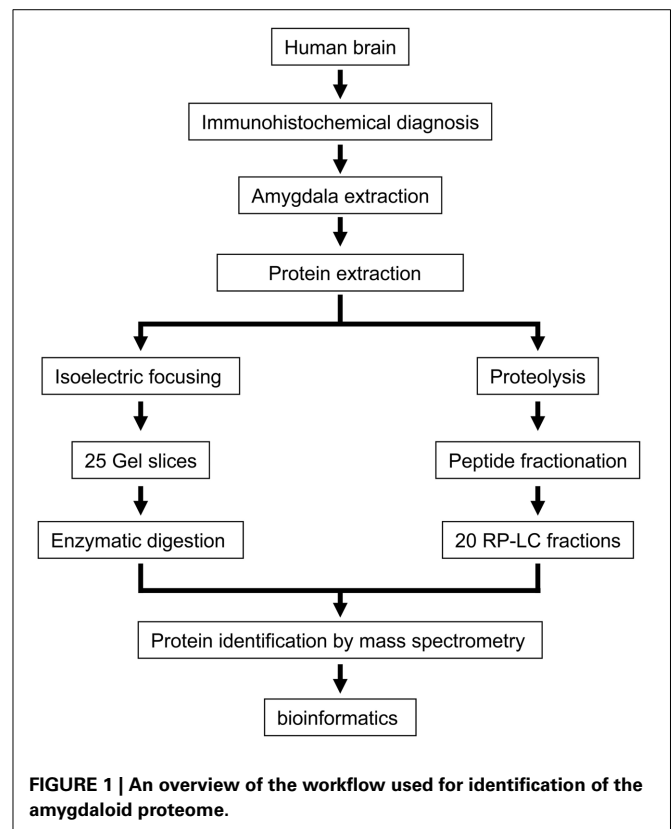 Human brain
Immunohistochemical diagnosis
Amygdala extraction
Protein extraction
Isoelectric focusing
25 Gel slices
Enzymatic digestion
Proteolysis
Peptide fractionation
20 RP-LC fractions
Protein identification by mass spectrometry
bioinformatics
FIGURE 1 | An overview of the workflow used for identification of the
amygdaloid proteome.